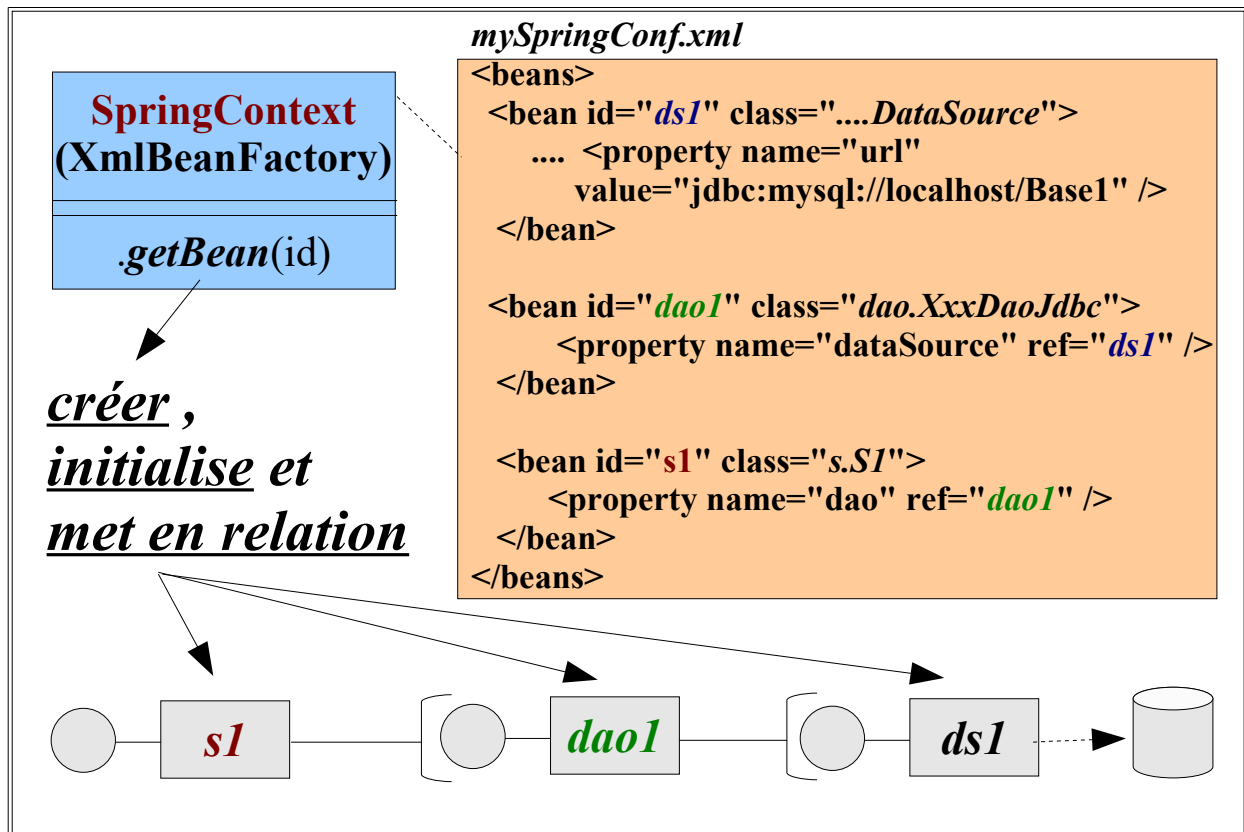 SpringContext
(XmlBeanFactory)
.getBean(id)
créer ,
initialise et
met en relation
mySpringConf.xml
<beans>
<bean id="ds1" class="....DataSource">
.... <property name="url"
value="jdbc:mysql://localhost/Base1" />
</bean>
<bean id="dao1" class="dao.XxxDaoJdbc">
<property name="dataSource" ref="ds1" />
</bean>
<bean id="s1" class="s.S1">
<property name="dao" ref="dao1" />
</bean>
</beans>
s1
dao1
ds1